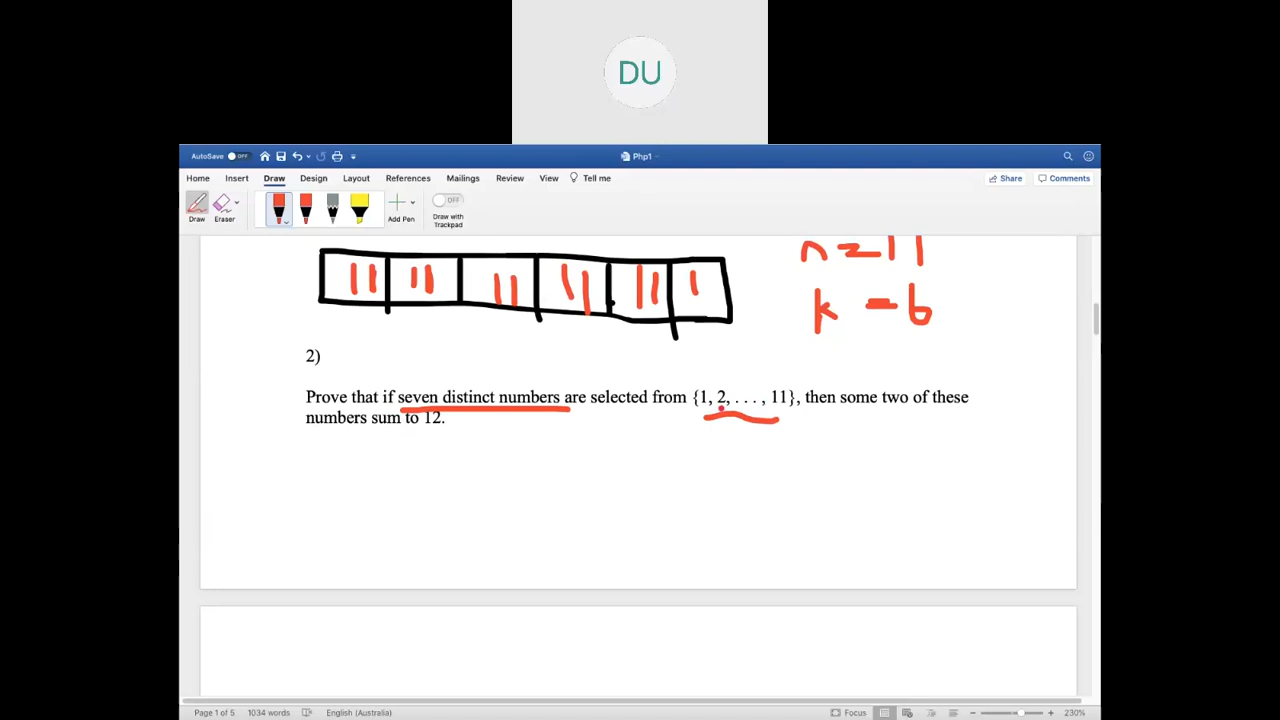 DU
AutoSave OFF
Php1
Home Insert Draw Design Layout References Mailings Review View Tell me
Share Comments
Draw Eraser Add Pen OFF Draw with Trackpad
n=11
k = 6
2)
Prove that if seven distinct numbers are selected from {1, 2, . . . , 11}, then some two of these
numbers sum to 12.
Page 1 of 5 1034 words English (Australia) Focus 230%